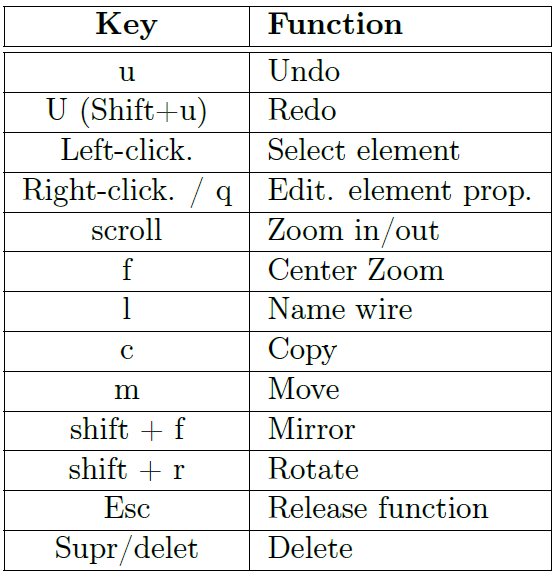 Key Function
u Undo
U (Shift+u) Redo
Left-click. Select element
Right-click. / q Edit. element prop.
scroll Zoom in/out
f Center Zoom
l Name wire
c Copy
m Move
shift + f Mirror
shift + r Rotate
Esc Release function
Supr/delet Delete